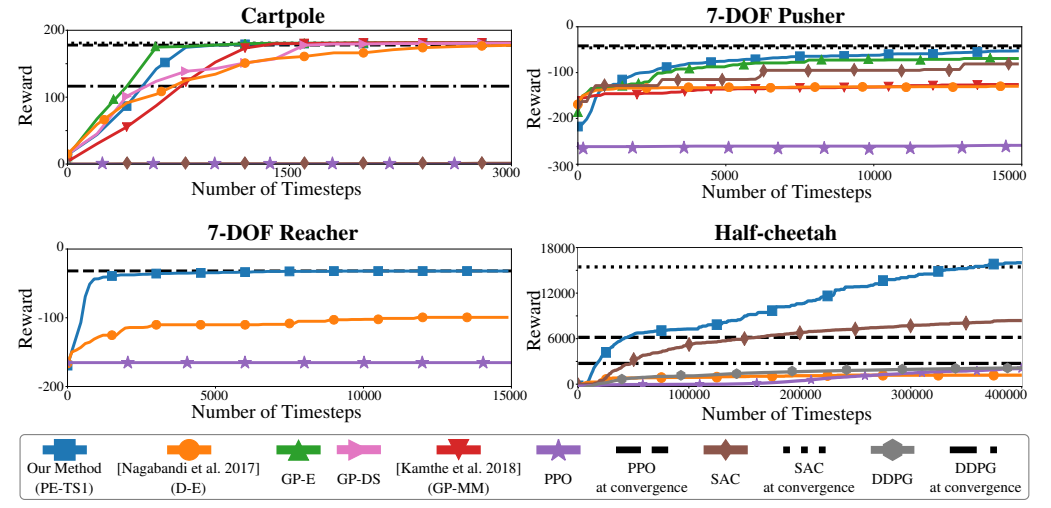 Cartpole
200
100
0
0
1500
3000
Reward
Number of Timesteps
7-DOF Pusher
0
-100
-200
-300
0
5000
10000
15000
Reward
Number of Timesteps
7-DOF Reacher
0
-100
-200
0
5000
10000
15000
Reward
Number of Timesteps
Half-cheetah
18000
12000
6000
0
0
100000
200000
300000
400000
Reward
Number of Timesteps
Our Method
(PE-TS1)
[Nagabandi et al. 2017]
(D-E)
GP-E
GP-DS
[Kamthe et al. 2018]
(GP-MM)
PPO
PPO
at convergence
SAC
SAC
at convergence
DDPG
DDPG
at convergence